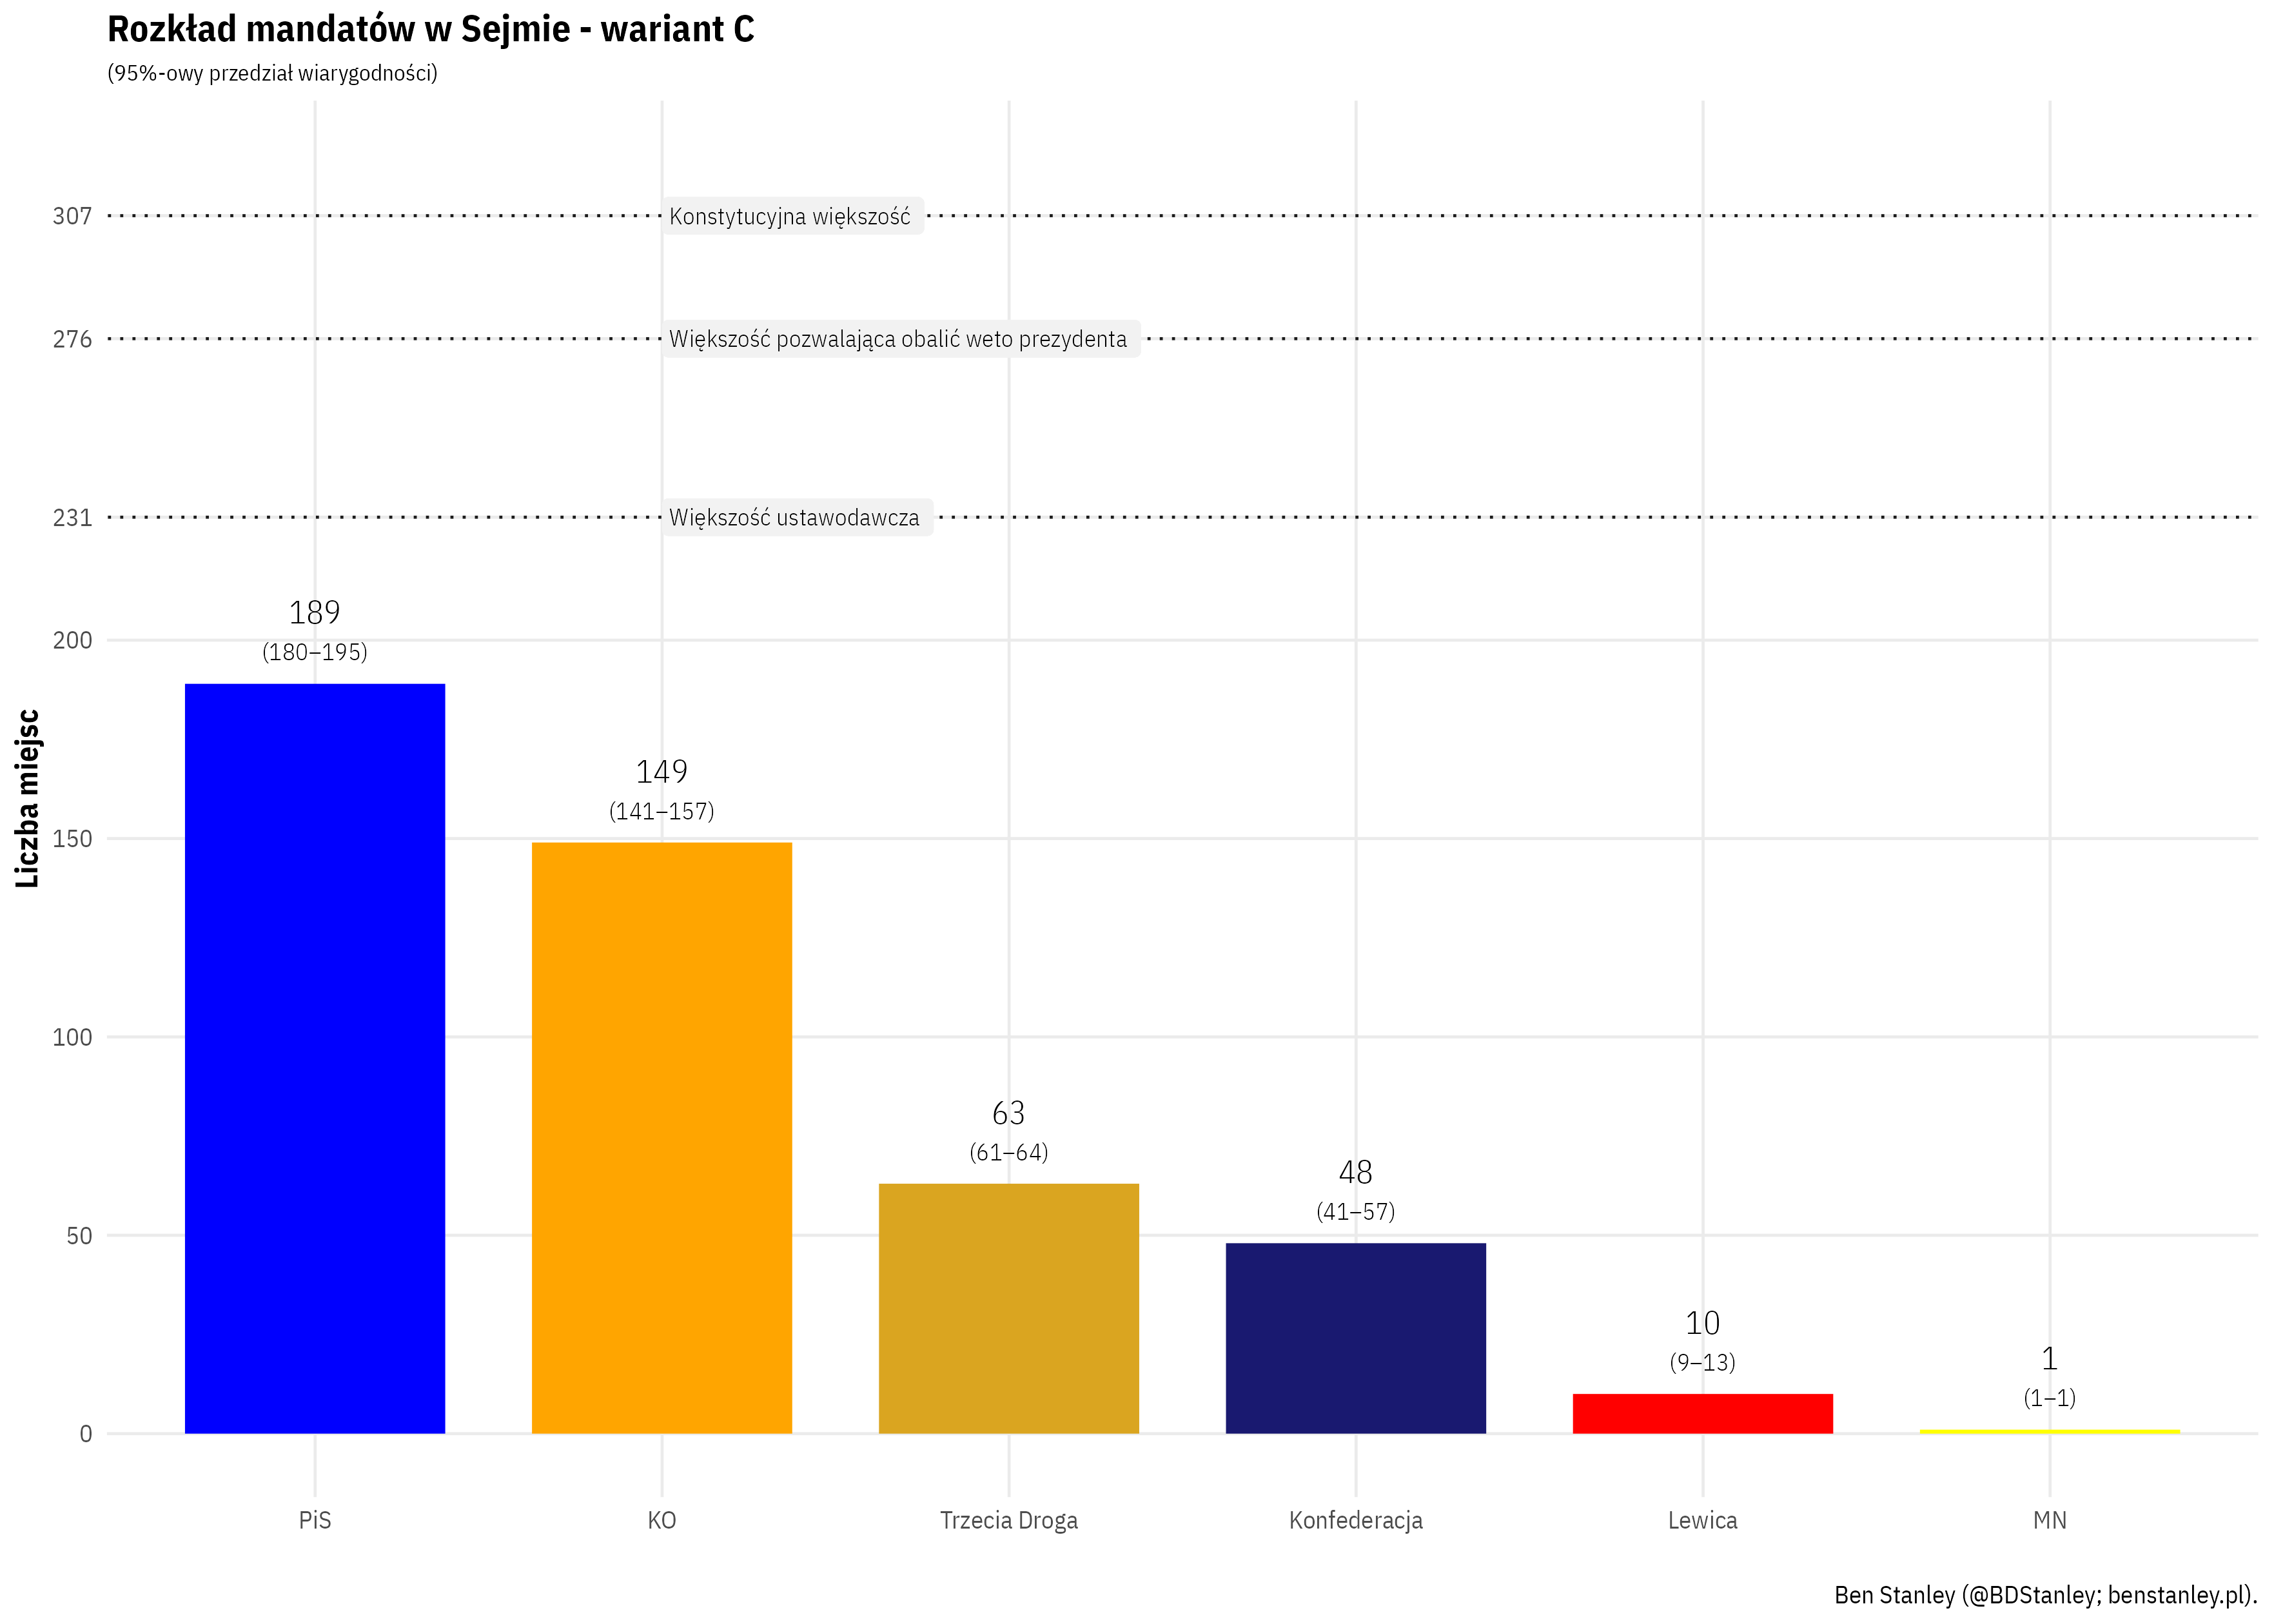 Rozkład mandatów w Sejmie - wariant C
(95%-owy przedział wiarygodności)
Liczba miejsc
307
Konstytucyjna większość
276
Większość pozwalająca obalić weto prezydenta
231
Większość ustawodawcza
200
150
100
50
0
189
(180–195)
149
(141–157)
63
(61–64)
48
(41–57)
10
(9–13)
1
(1–1)
PiS
KO
Trzecia Droga
Konfederacja
Lewica
MN
Ben Stanley (@BDStanley; benstanley.pl).